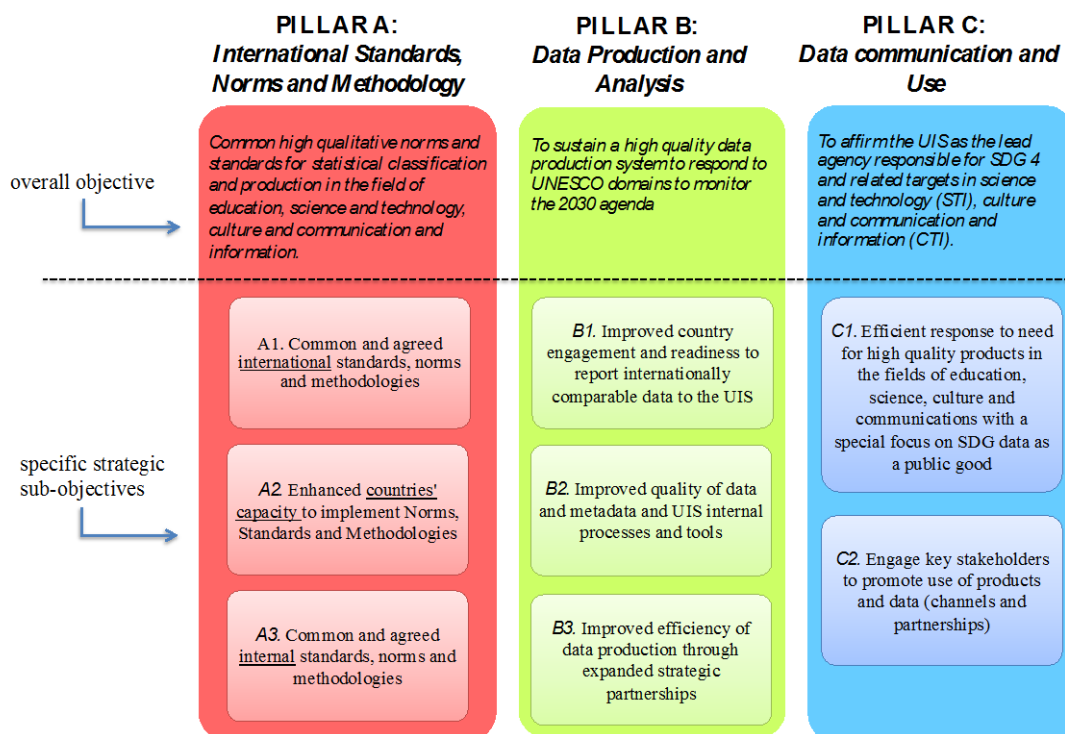 PILLAR A:
International Standards,
Norms and Methodology
PILLAR B:
Data Production and
Analysis
PILLAR C:
Data communication and
Use
overall objective
Common high qualitative norms and
standards for statistical classification
and production in the field of
education, science and technology,
culture and communication and
information.
To sustain a high quality data
production system to respond to
UNESCO domains to monitor
the 2030 agenda
To affirm the UIS as the lead
agency responsible for SDG 4
and related targets in science
and technology (STI), culture
and communication and
information (CTI).
specific strategic
sub-objectives
A1. Common and agreed
international standards, norms
and methodologies
A2. Enhanced countries'
capacity to implement Norms,
Standards and Methodologies
A3. Common and agreed
internal standards, norms and
methodologies
B1. Improved country
engagement and readiness to
report internationally
comparable data to the UIS
B2. Improved quality of data
and metadata and UIS internal
processes and tools
B3. Improved efficiency of
data production through
expanded strategic
partnerships
C1. Efficient response to need
for high quality products in
the fields of education,
science, culture and
communications with a
special focus on SDG data as
a public good
C2. Engage key stakeholders
to promote use of products
and data (channels and
partnerships)